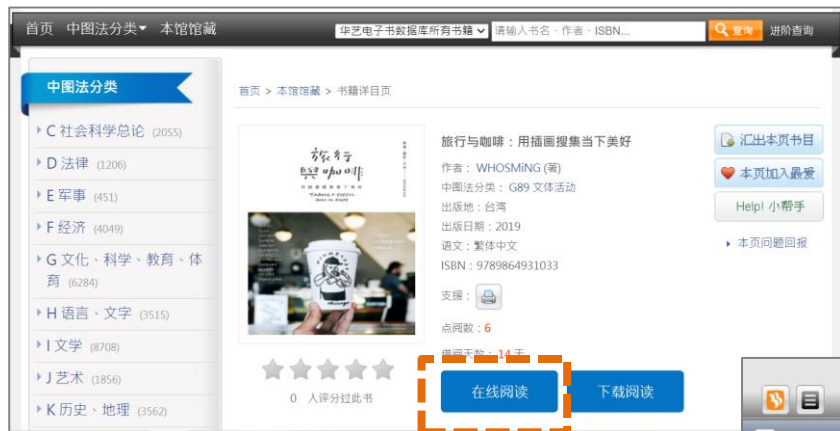 首页 中图法分类▾ 本馆馆藏
华艺电子书数据库所有书籍
请输入书名、作者、ISBN...
查询
进阶查询
中图法分类
C 社会科学总论 (2055)
D 法律 (1206)
E 军事 (451)
F 经济 (4049)
G 文化、科学、教育、体
育 (6284)
H 语言、文字 (3515)
I 文学 (8708)
J 艺术 (1856)
K 历史、地理 (3562)
首页 > 本馆馆藏 > 书籍详目页
旅行
與咖啡
0 人评分过此书
旅行与咖啡：用插画搜集当下美好
作者： WHOSMiNG (著)
中图法分类： G89 文体活动
出版地：台湾
出版日期：2019
语文：繁体中文
ISBN：9789864931033
支援：
点阅数：6
借阅天数：14 天
在线阅读
下载阅读
汇出本页书目
本页加入最爱
Help! 小帮手
本页问题回报